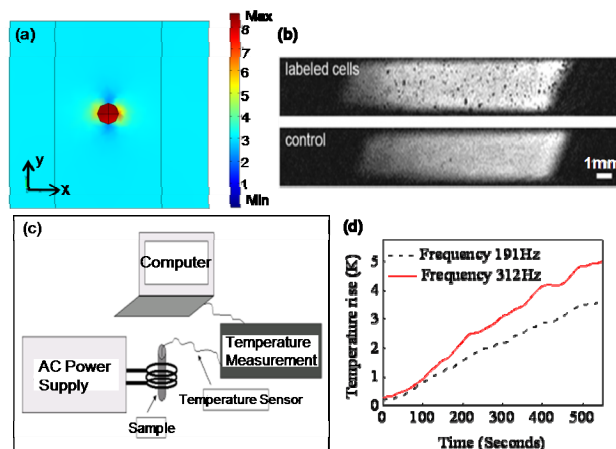 (a)
Max
8
7
6
5
4
3
2
1
Min
y
x
(b)
labeled cells
control
1mm
(c)
Computer
Temperature
Measurement
AC Power
Supply
Temperature Sensor
Sample
(d)
Frequency 191Hz
Frequency 312Hz
Temperature rise (K)
5
4
3
2
1
0
0 100 200 300 400 500
Time (Seconds)